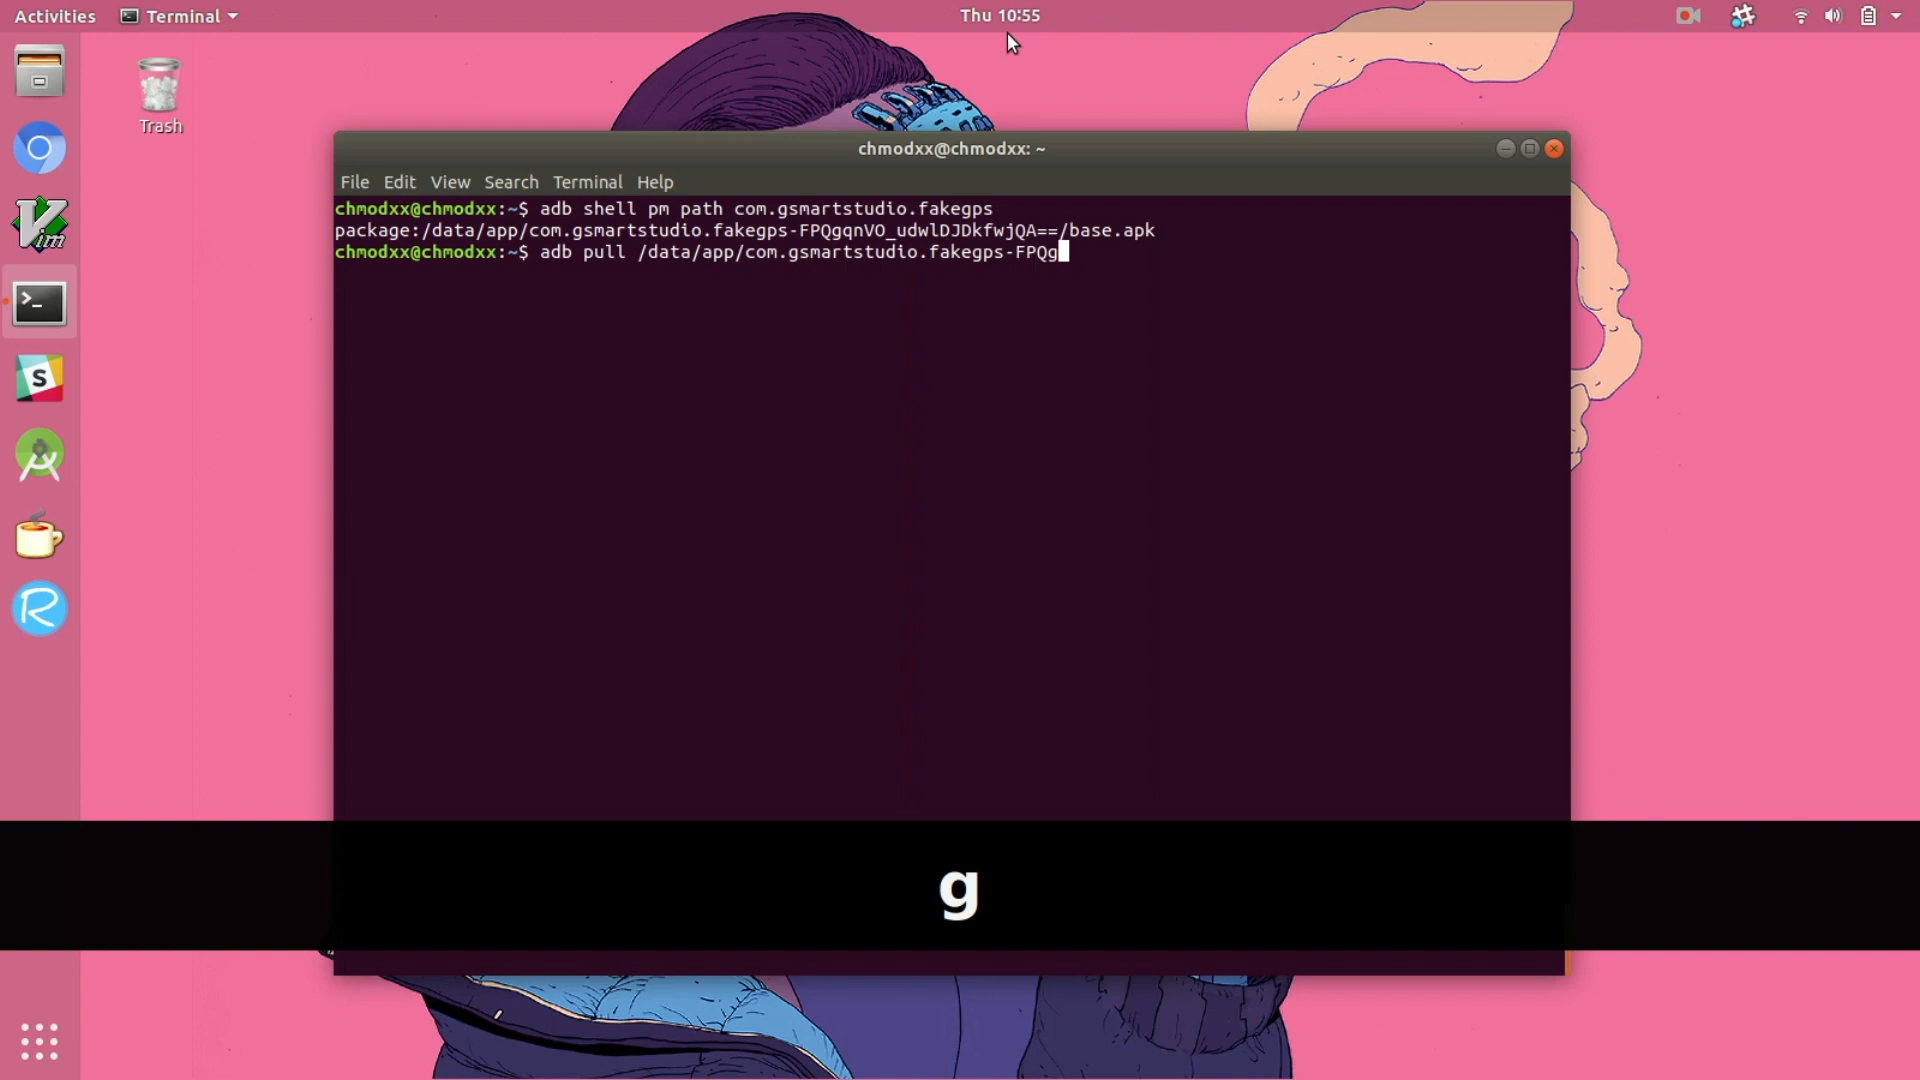 Activities
Terminal
Thu 10:55
Trash
chmodxx@chmodxx: ~
File Edit View Search Terminal Help
chmodxx@chmodxx:~$ adb shell pm path com.gsmartstudio.fakegps
package:/data/app/com.gsmartstudio.fakegps-FPQgqnVO_udwlDJDkfwjQA==/base.apk
chmodxx@chmodxx:~$ adb pull /data/app/com.gsmartstudio.fakegps-FPQg
Vim
>_
S
R
g